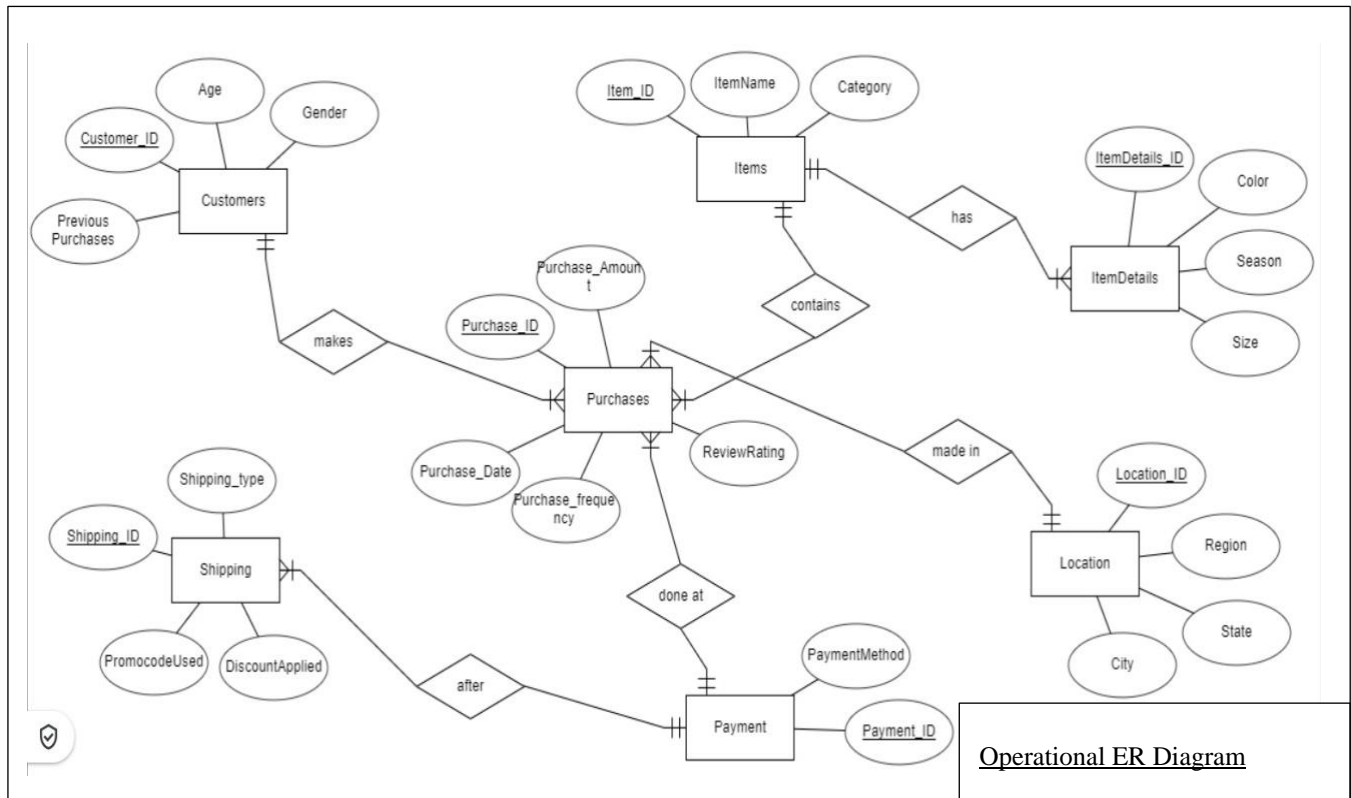 Age
Gender
Customer_ID
Customers
Previous
Purchases
Item_ID
ItemName
Category
Items
ItemDetails_ID
Color
has
Season
ItemDetails
Size
contains
makes
Purchase_Amoun
t
Purchase_ID
Purchases
ReviewRating
Purchase_Date
Purchase_freque
ncy
made in
Location_ID
Region
Location
State
City
Shipping_type
Shipping_ID
Shipping
PromocodeUsed
DiscountApplied
done at
after
PaymentMethod
Payment
Payment_ID
Operational ER Diagram